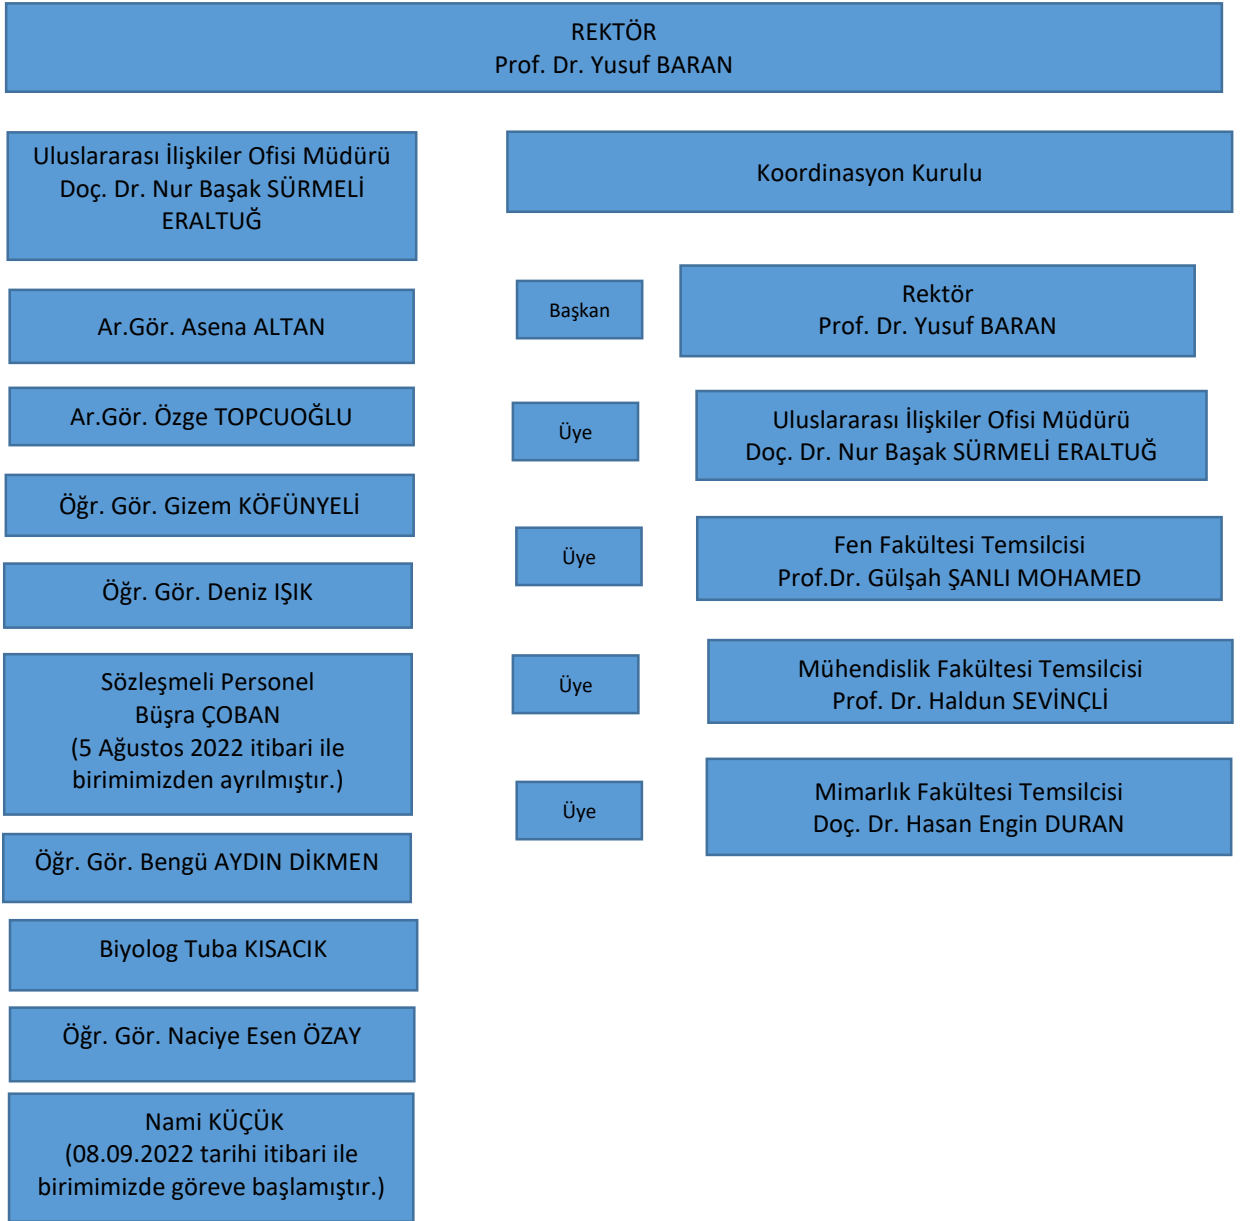 REKTÖR
Prof. Dr. Yusuf BARAN
Uluslararası İlişkiler Ofisi Müdürü
Doç. Dr. Nur Başak SÜRMELİ
ERALTUĞ
Ar.Gör. Asena ALTAN
Ar.Gör. Özge TOPCUOĞLU
Öğr. Gör. Gizem KÖFÜNYELİ
Öğr. Gör. Deniz IŞIK
Sözleşmeli Personel
Büşra ÇOBAN
(5 Ağustos 2022 itibari ile
birimimizden ayrılmıştır.)
Öğr. Gör. Bengü AYDIN DİKMEN
Biyolog Tuba KISACIK
Öğr. Gör. Naciye Esen ÖZAY
Nami KÜÇÜK
(08.09.2022 tarihi itibari ile
birimimizde göreve başlamıştır.)
Koordinasyon Kurulu
Başkan
Rektör
Prof. Dr. Yusuf BARAN
Üye
Uluslararası İlişkiler Ofisi Müdürü
Doç. Dr. Nur Başak SÜRMELİ ERALTUĞ
Üye
Fen Fakültesi Temsilcisi
Prof.Dr. Gülşah ŞANLI MOHAMED
Üye
Mühendislik Fakültesi Temsilcisi
Prof. Dr. Haldun SEVİNÇLİ
Üye
Mimarlık Fakültesi Temsilcisi
Doç. Dr. Hasan Engin DURAN